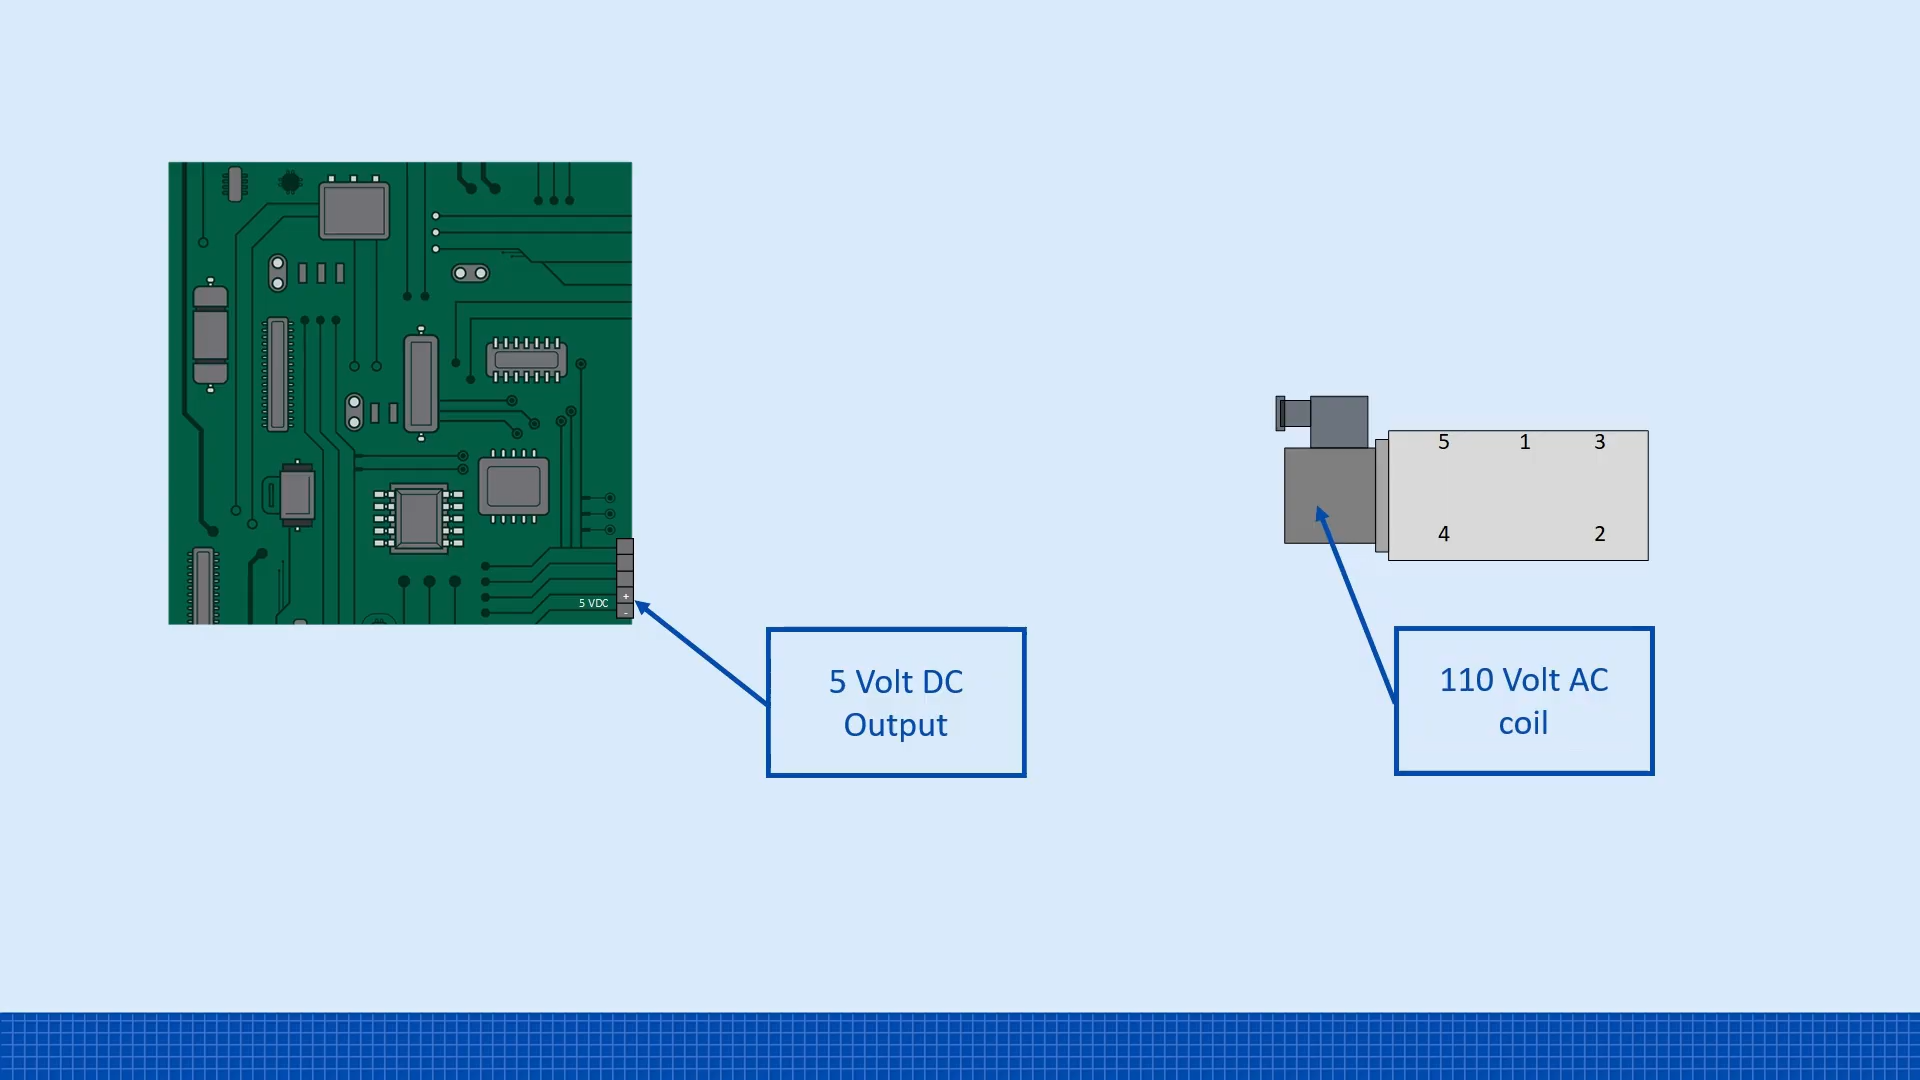 5 1 3
4 2
+
5 VDC
-
5 Volt DC
Output
110 Volt AC
coil